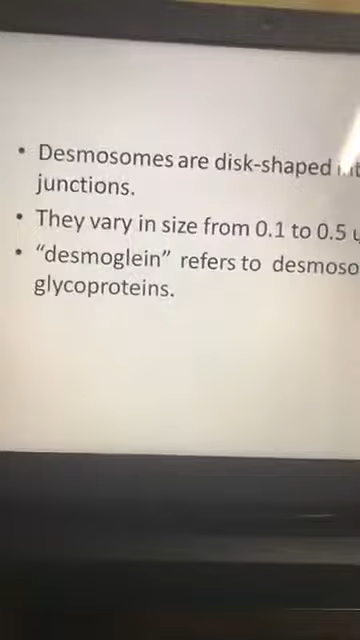 • Desmosomes are disk-shaped
junctions.
• They vary in size from 0.1 to 0.5
• “desmoglein” refers to desmoso
glycoproteins.